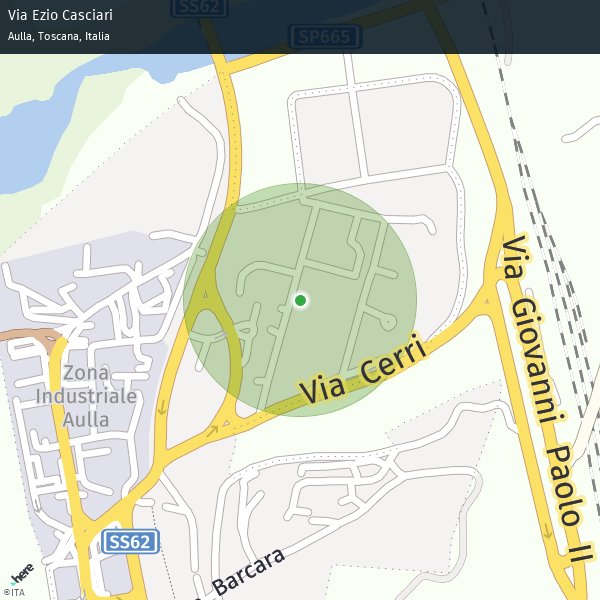 Via Ezio Casciari
Aulla, Toscana, Italia
SS62
SP665
Via Giovanni Paolo II
Via Cerri
Zona
Industriale
Aulla
SS62
Barcara
here
©ITA